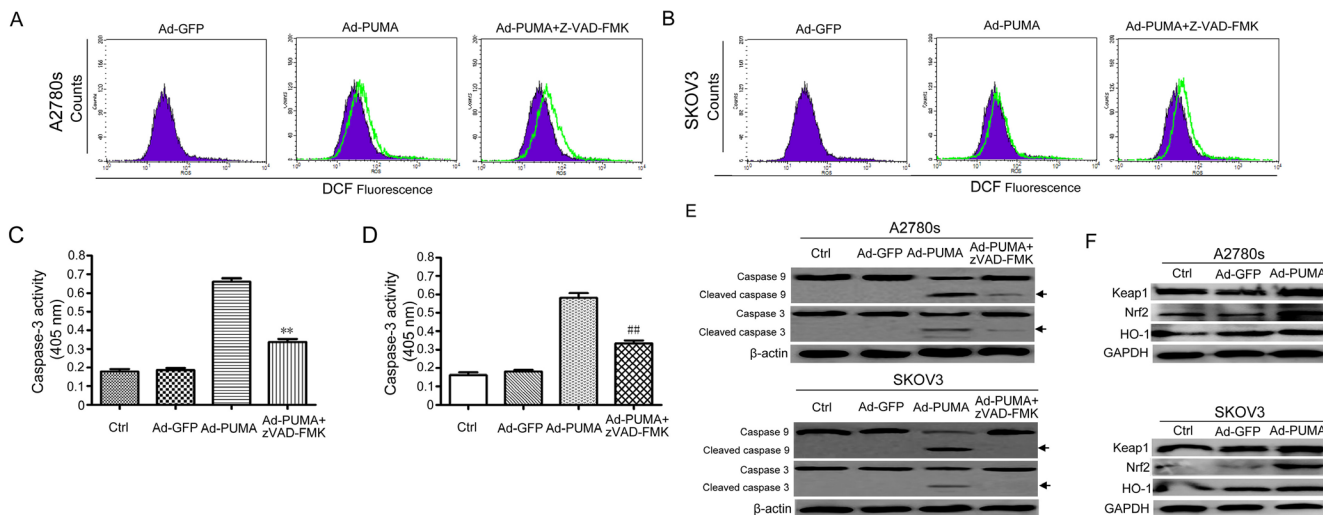 A
Ad-GFP
Ad-PUMA
Ad-PUMA+Z-VAD-FMK
A2780s
Counts
DCF Fluorescence
B
Ad-GFP
Ad-PUMA
Ad-PUMA+Z-VAD-FMK
SKOV3
Counts
DCF Fluorescence
C
Caspase-3 activity
(405 nm)
0.8
0.7
0.6
0.5
0.4
0.3
0.2
0.1
0
**
Ctrl
Ad-GFP
Ad-PUMA
Ad-PUMA+
zVAD-FMK
D
Caspase-3 activity
(405 nm)
0.8
0.7
0.6
0.5
0.4
0.3
0.2
0.1
0
##
Ctrl
Ad-GFP
Ad-PUMA
Ad-PUMA+
zVAD-FMK
E
A2780s
Ctrl
Ad-GFP
Ad-PUMA
Ad-PUMA+
zVAD-FMK
Caspase 9
Cleaved caspase 9
Caspase 3
Cleaved caspase 3
β-actin
SKOV3
Ctrl
Ad-GFP
Ad-PUMA
Ad-PUMA+
zVAD-FMK
Caspase 9
Cleaved caspase 9
Caspase 3
Cleaved caspase 3
β-actin
F
A2780s
Ctrl
Ad-GFP
Ad-PUMA
Keap1
Nrf2
HO-1
GAPDH
SKOV3
Ctrl
Ad-GFP
Ad-PUMA
Keap1
Nrf2
HO-1
GAPDH